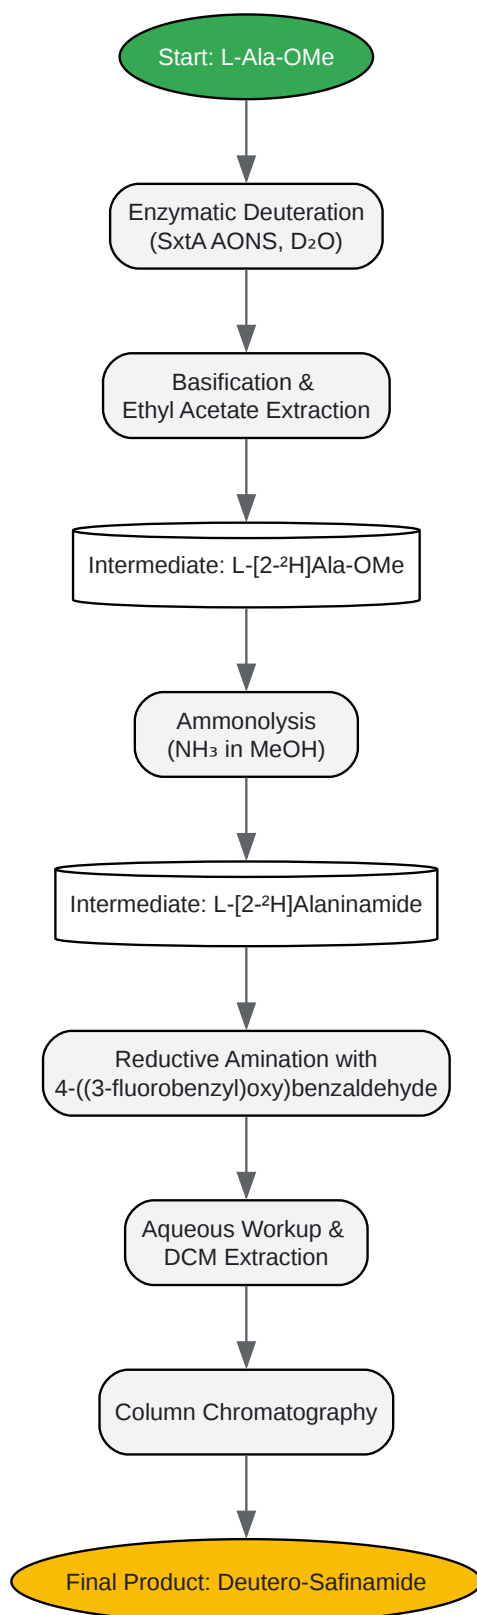 Start: L-Ala-OMe
Enzymatic Deuteration
(SxtA AONS, D₂O)
Basification &
Ethyl Acetate Extraction
Intermediate: L-[2-²H]Ala-OMe
Ammonolysis
(NH₃ in MeOH)
Intermediate: L-[2-²H]Alaninamide
Reductive Amination with
4-((3-fluorobenzyl)oxy)benzaldehyde
Aqueous Workup &
DCM Extraction
Column Chromatography
Final Product: Deutero-Safinamide